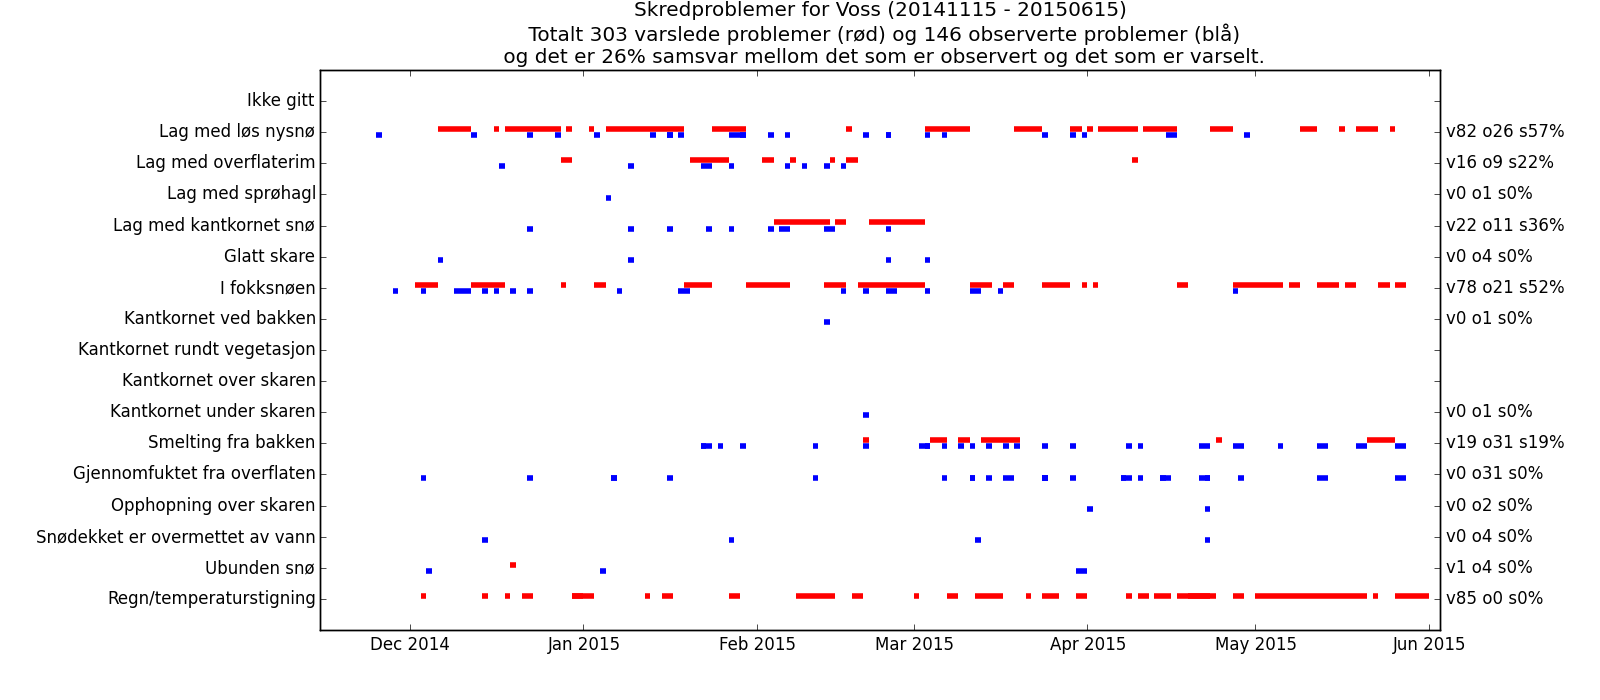 Skredproblemer for Voss (20141115 - 20150615)
Totalt 303 varslede problemer (rød) og 146 observerte problemer (blå)
og det er 26% samsvar mellom det som er observert og det som er varselt.
Ikke gitt
Lag med løs nysnø v82 o26 s57%
Lag med overflaterim v16 o9 s22%
Lag med sprøhagl v0 o1 s0%
Lag med kantkornet snø v22 o11 s36%
Glatt skare v0 o4 s0%
I fokksnøen v78 o21 s52%
Kantkornet ved bakken v0 o1 s0%
Kantkornet rundt vegetasjon
Kantkornet over skaren
Kantkornet under skaren v0 o1 s0%
Smelting fra bakken v19 o31 s19%
Gjennomfuktet fra overflaten v0 o31 s0%
Opphopning over skaren v0 o2 s0%
Snødekket er overmettet av vann v0 o4 s0%
Ubunden snø v1 o4 s0%
Regn/temperaturstigning v85 o0 s0%
Dec 2014 Jan 2015 Feb 2015 Mar 2015 Apr 2015 May 2015 Jun 2015